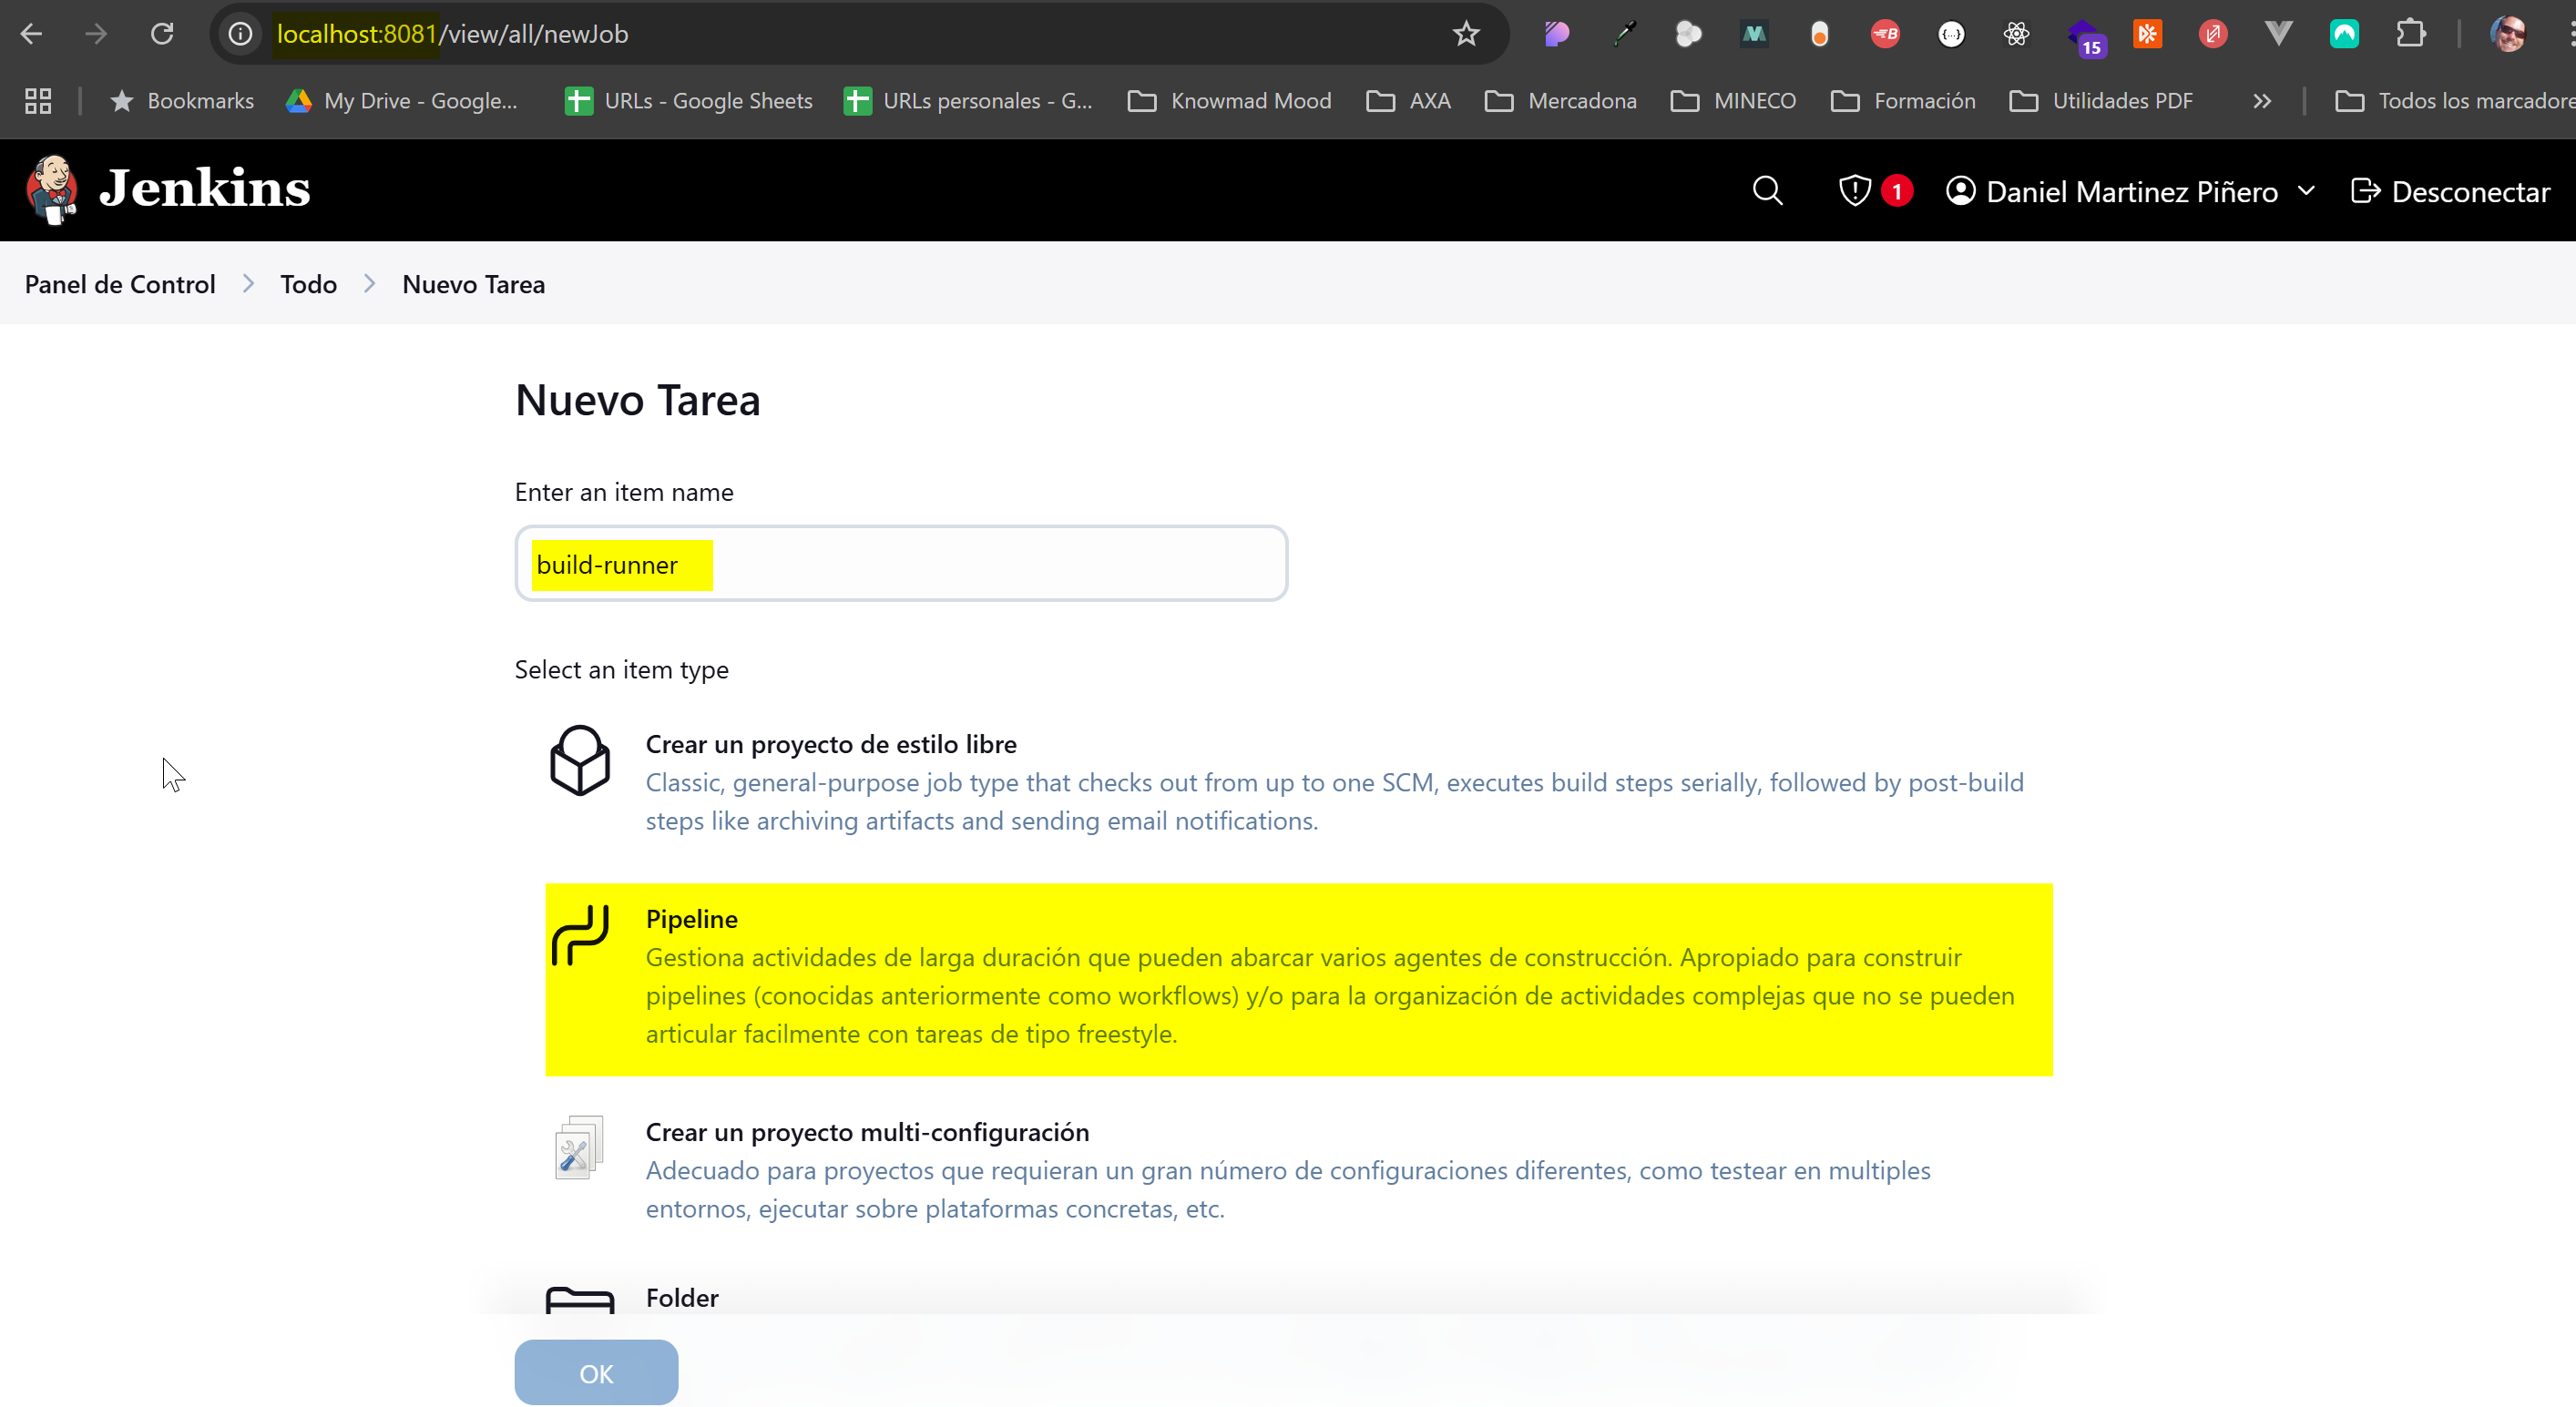 localhost:8081/view/all/newJob
15
Bookmarks
My Drive - Google...
URLs - Google Sheets
URLs personales - G...
Knowmad Mood
AXA
Mercadona
MINECO
Formación
Utilidades PDF
Todos los marcadore
Jenkins
1
Daniel Martinez Piñero
Desconectar
Panel de Control
Todo
Nuevo Tarea
Nuevo Tarea
Enter an item name
build-runner
Select an item type
Crear un proyecto de estilo libre
Classic, general-purpose job type that checks out from up to one SCM, executes build steps serially, followed by post-build
steps like archiving artifacts and sending email notifications.
Pipeline
Gestiona actividades de larga duración que pueden abarcar varios agentes de construcción. Apropiado para construir
pipelines (conocidas anteriormente como workflows) y/o para la organización de actividades complejas que no se pueden
articular facilmente con tareas de tipo freestyle.
Crear un proyecto multi-configuración
Adecuado para proyectos que requieran un gran número de configuraciones diferentes, como testear en multiples
entornos, ejecutar sobre plataformas concretas, etc.
Folder
OK